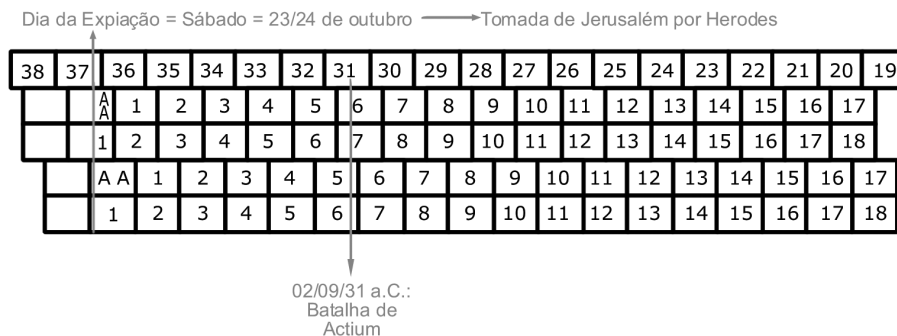 Dia da Expiação = Sábado = 23/24 de outubro Tomada de Jerusalém por Herodes
38 37 36 35 34 33 32 31 30 29 28 27 26 25 24 23 22 21 20 19
A A 1 2 3 4 5 6 7 8 9 10 11 12 13 14 15 16 17
1 2 3 4 5 6 7 8 9 10 11 12 13 14 15 16 17 18
A A 1 2 3 4 5 6 7 8 9 10 11 12 13 14 15 16 17
1 2 3 4 5 6 7 8 9 10 11 12 13 14 15 16 17 18
02/09/31 a.C.:
Batalha de
Actium